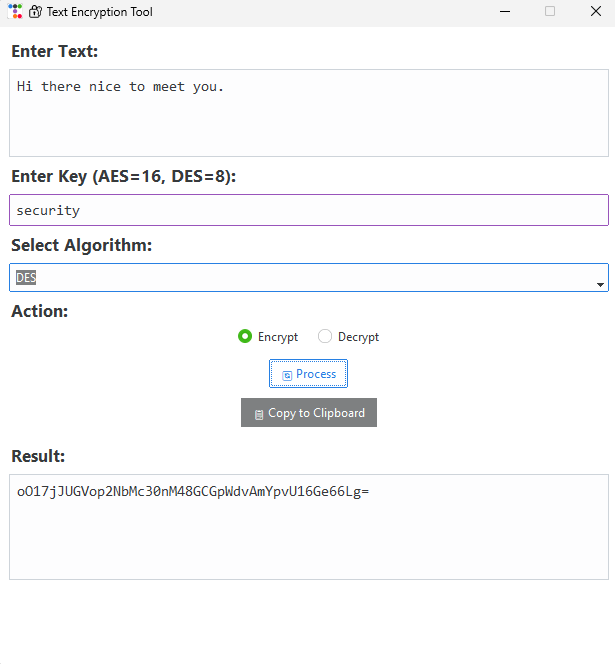 Text Encryption Tool
Enter Text:
Hi there nice to meet you.
Enter Key (AES=16, DES=8):
security
Select Algorithm:
DES
Action:
Encrypt Decrypt
Process
Copy to Clipboard
Result:
oO17jJUGVop2NbMc30nM48GCGpWdvAmYpvU16Ge66Lg=